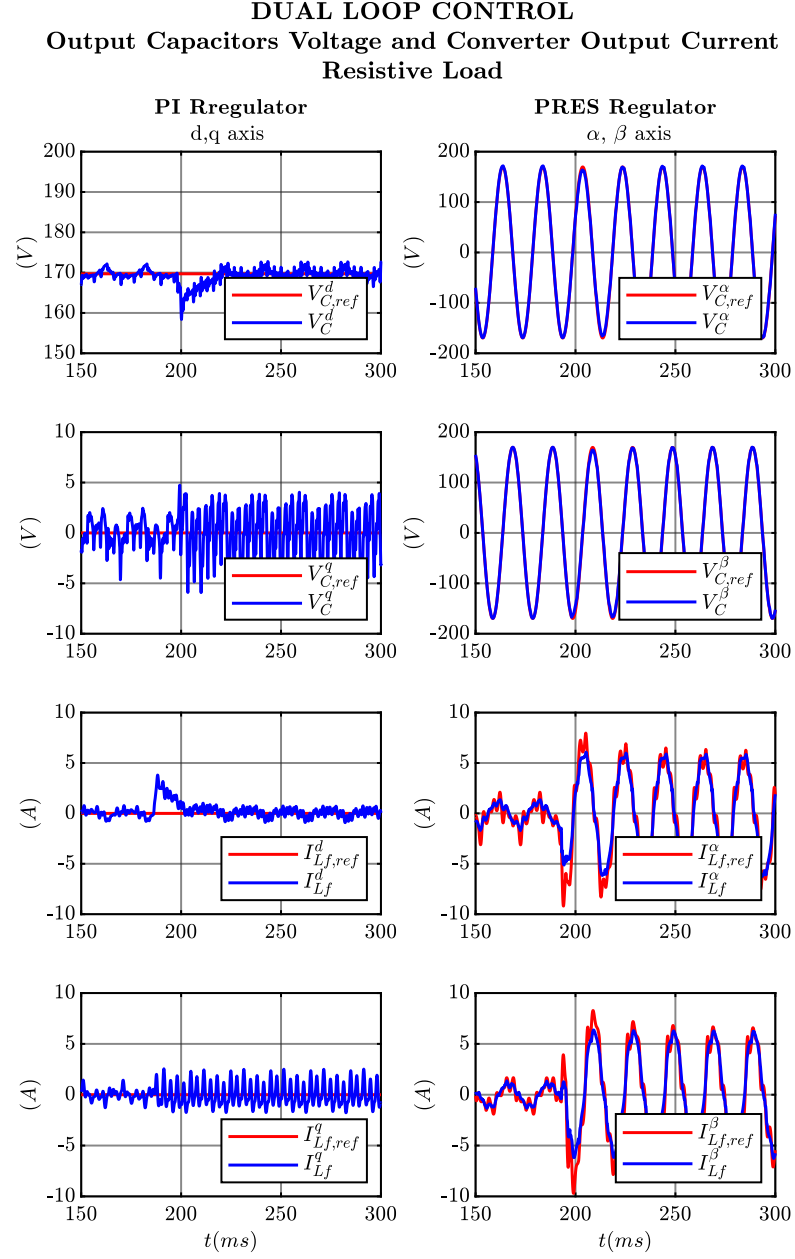 DUAL LOOP CONTROL
Output Capacitors Voltage and Converter Output Current
Resistive Load
PI Rregulator
d,q axis
200
190
180
170
160
150
(V)
V^d_{C,ref}
V^d_C
150 200 250 300
PRES Regulator
α, β axis
200
100
0
-100
-200
(V)
V^α_{C,ref}
V^α_C
150 200 250 300
10
5
0
-5
-10
(V)
V^q_{C,ref}
V^q_C
150 200 250 300
200
100
0
-100
-200
(V)
V^β_{C,ref}
V^β_C
150 200 250 300
10
5
0
-5
-10
(A)
I^d_{Lf,ref}
I^d_{Lf}
150 200 250 300
10
5
0
-5
-10
(A)
I^α_{Lf,ref}
I^α_{Lf}
150 200 250 300
10
5
0
-5
-10
(A)
I^q_{Lf,ref}
I^q_{Lf}
150 200 250 300
t(ms)
10
5
0
-5
-10
(A)
I^β_{Lf,ref}
I^β_{Lf}
150 200 250 300
t(ms)